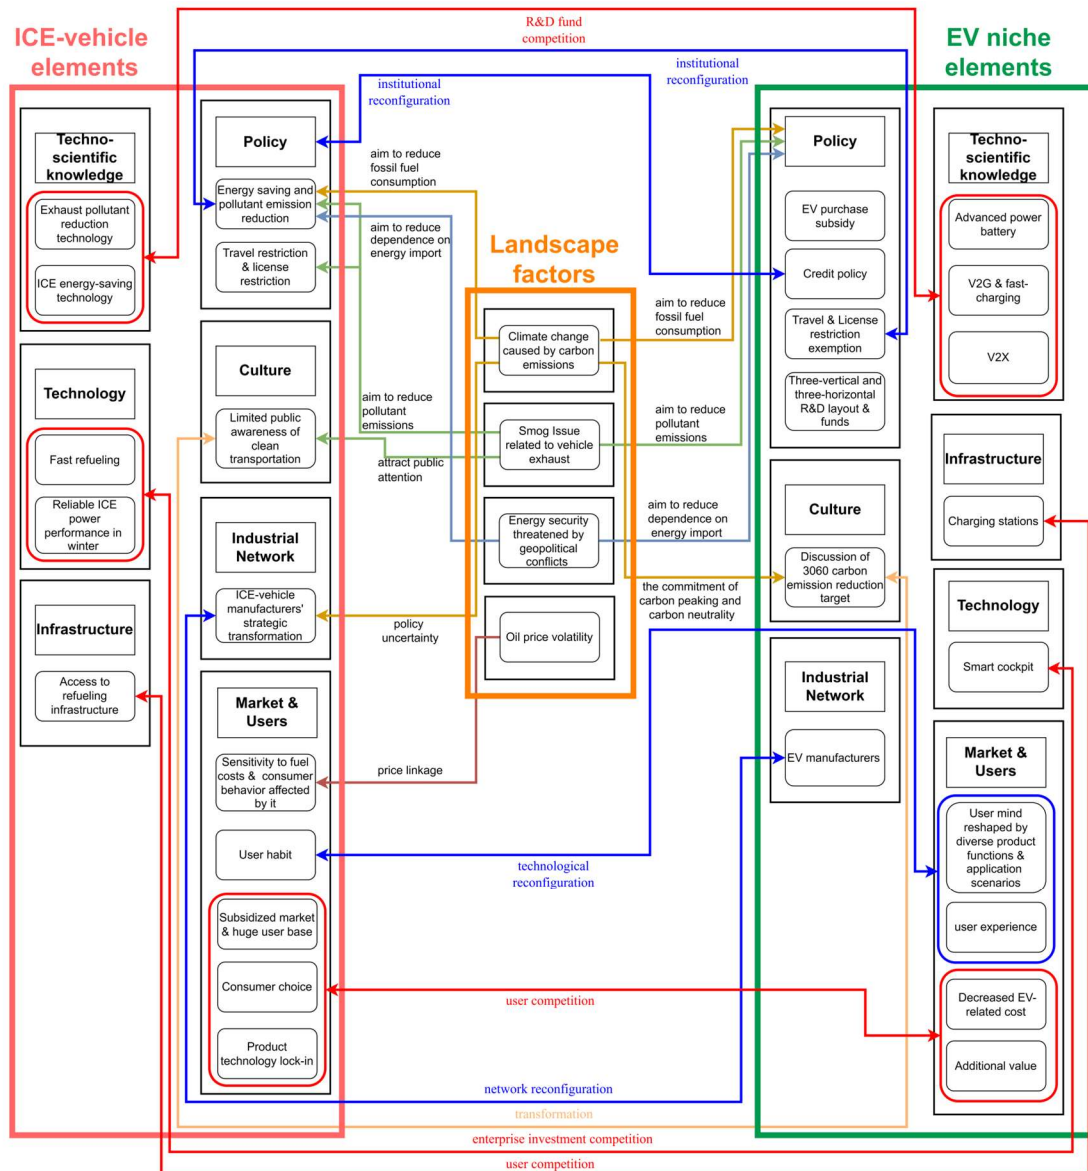 R&D fund
competition
ICE-vehicle
elements
EV niche
elements
institutional
reconfiguration
institutional
reconfiguration
Techno-
scientific
knowledge
Exhaust pollutant
reduction
technology
ICE energy-saving
technology
Technology
Fast refueling
Reliable ICE
power
performance in
winter
Infrastructure
Access to
refueling
infrastructure
Policy
Energy saving and
pollutant emission
reduction
Travel restriction
& license
restriction
Culture
Limited public
awareness of
clean
transportation
Industrial
Network
ICE-vehicle
manufacturers'
strategic
transformation
Market &
Users
Sensitivity to fuel
costs & consumer
behavior affected
by it
User habit
Subsidized market
& huge user base
Consumer choice
Product
technology lock-in
aim to reduce
fossil fuel
consumption
aim to reduce
dependence on
energy import
aim to reduce
pollutant
emissions
attract public
attention
policy
uncertainty
price linkage
Landscape
factors
Climate change
caused by carbon
emissions
Smog Issue
related to vehicle
exhaust
Energy security
threatened by
geopolitical
conflicts
Oil price volatility
aim to reduce
fossil fuel
consumption
aim to reduce
pollutant
emissions
aim to reduce
dependence on
energy import
the commitment of
carbon peaking and
carbon neutrality
Policy
EV purchase
subsidy
Credit policy
Travel & License
restriction
exemption
Three-vertical and
three-horizontal
R&D layout &
funds
Culture
Discussion of
3060 carbon
emission reduction
target
Industrial
Network
EV manufacturers
Techno-
scientific
knowledge
Advanced power
battery
V2G & fast-
charging
V2X
Infrastructure
Charging stations
Technology
Smart cockpit
Market &
Users
User mind
reshaped by
diverse product
functions &
application
scenarios
user experience
Decreased EV-
related cost
Additional value
technological
reconfiguration
user competition
network reconfiguration
transformation
enterprise investment competition
user competition